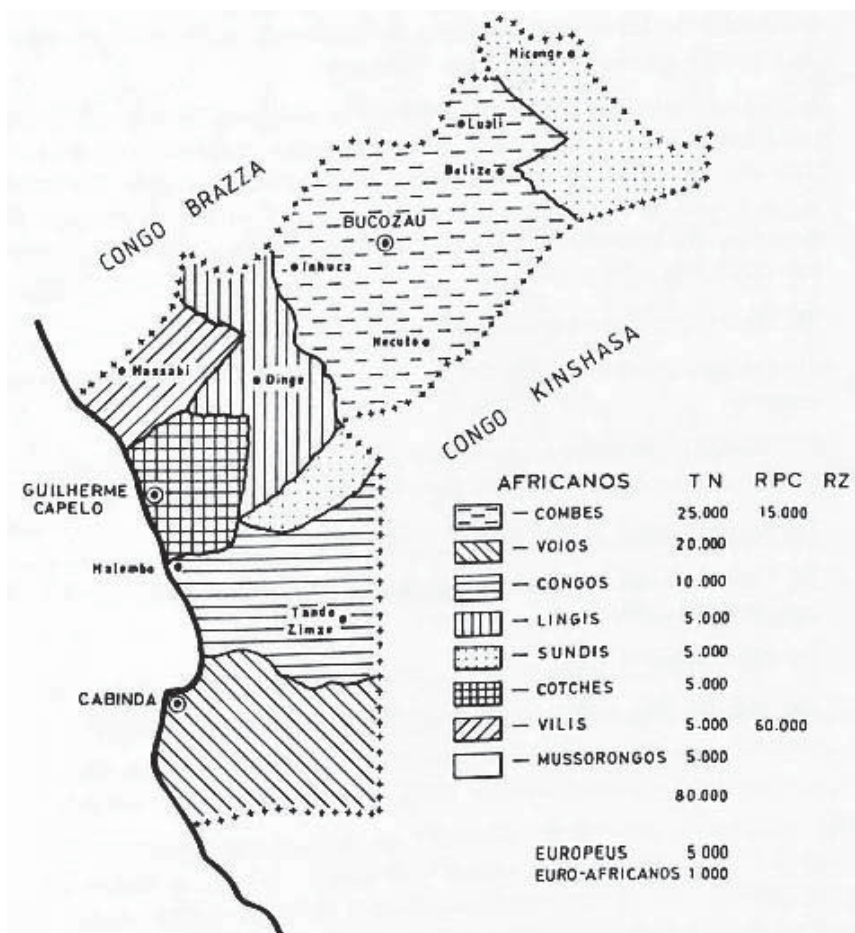 Miconge
Luali
Belize
CONGO BRAZZA
BUCOZAU
Inhuca
Necuto
Massabi
Dinge
CONGO KINSHASA
GUILHERME
CAPELO
Malembo
Tando
Zimze
CABINDA
AFRICANOS TN RPC RZ
— COMBES 25.000 15.000
— VOIOS 20.000
— CONGOS 10.000
— LINGIS 5.000
— SUNDIS 5.000
— COTCHES 5.000
— VILIS 5.000 60.000
— MUSSORONGOS 5.000
80.000
EUROPEUS 5 000
EURO-AFRICANOS 1 000